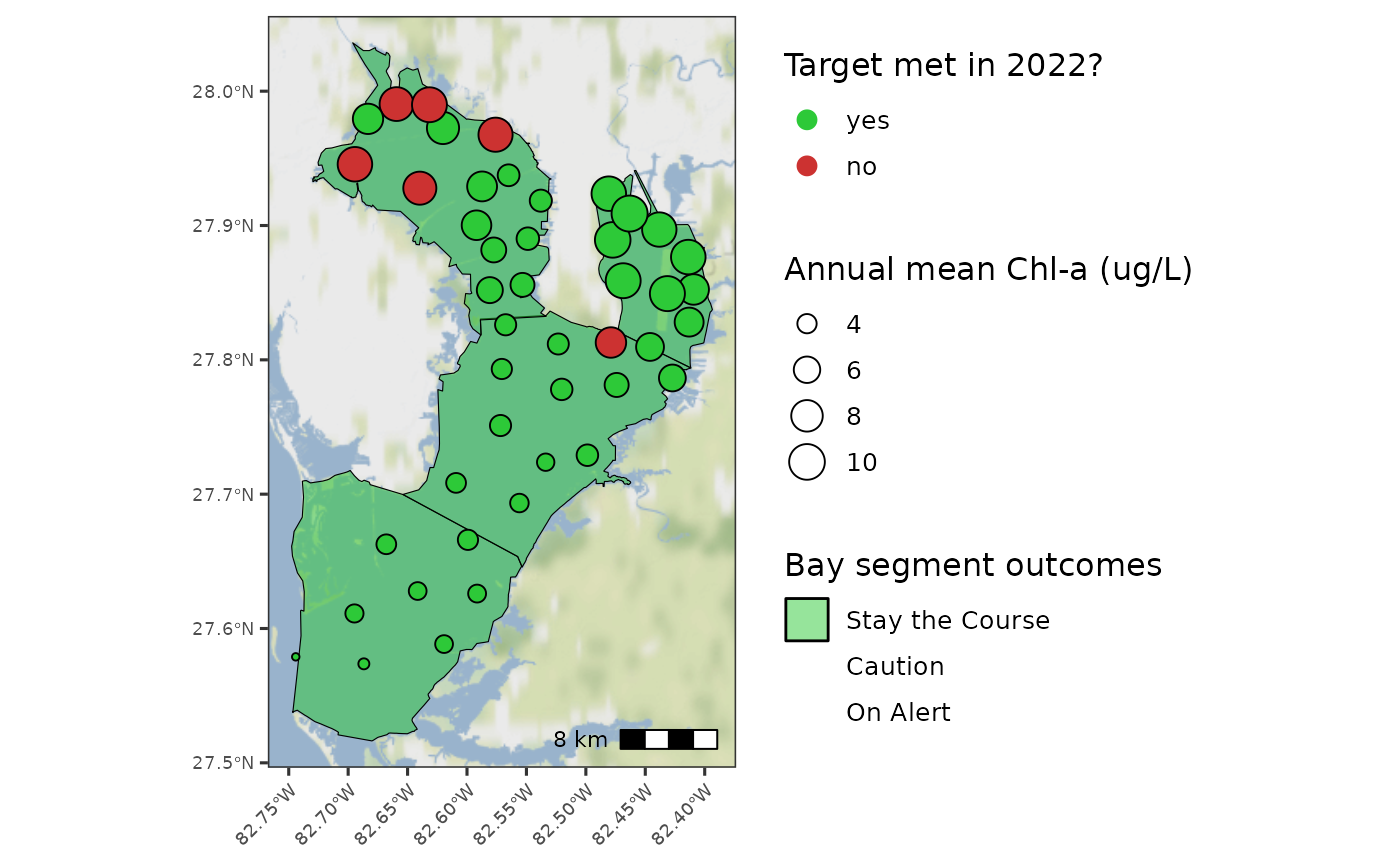 28.0°N
27.9°N
27.8°N
27.7°N
27.6°N
27.5°N
82.75°W
82.70°W
82.65°W
82.60°W
82.55°W
82.50°W
82.45°W
82.40°W
8 km
Target met in 2022?
yes
no
Annual mean Chl-a (ug/L)
4
6
8
10
Bay segment outcomes
Stay the Course
Caution
On Alert